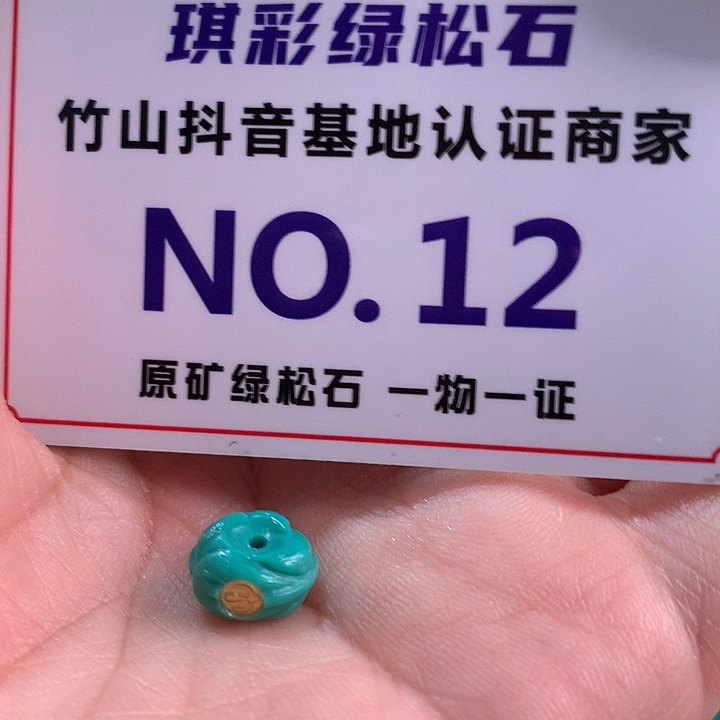 琪彩绿松石
竹山抖音基地认证商家
NO.12
原矿绿松石 一物一证